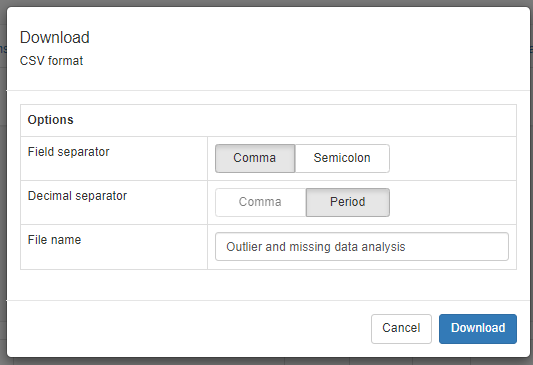 Download
CSV format
Options
Field separator Comma Semicolon
Decimal separator Comma Period
File name Outlier and missing data analysis
Cancel Download